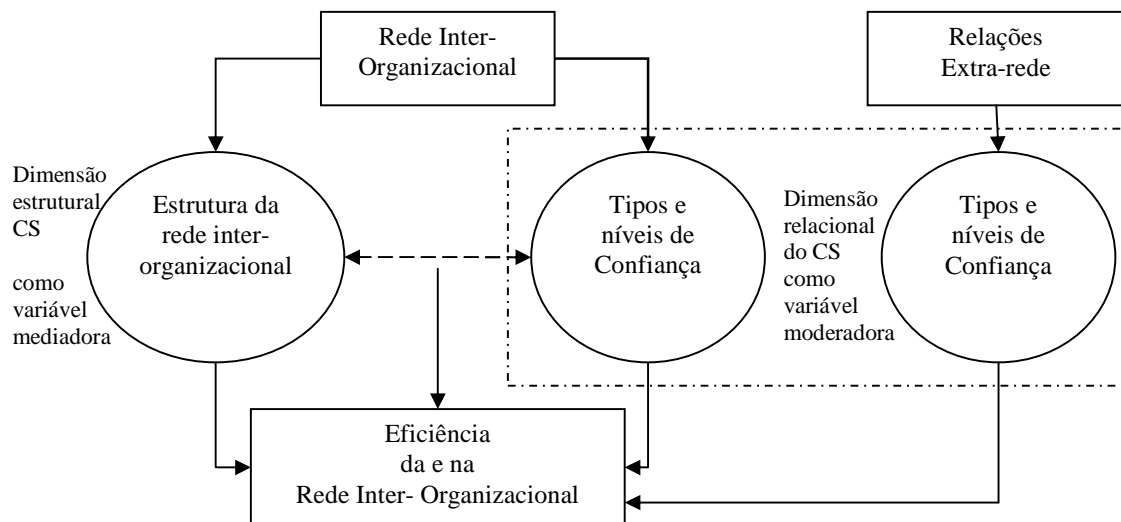 Rede Inter-
Organizacional
Relações
Extra-rede
Dimensão
estrutural
CS
como
variável
mediadora
Estrutura da
rede inter-
organizacional
Tipos e
níveis de
Confiança
Dimensão
relacional
do CS
como
variável
moderadora
Tipos e
níveis de
Confiança
Eficiência
da e na
Rede Inter- Organizacional